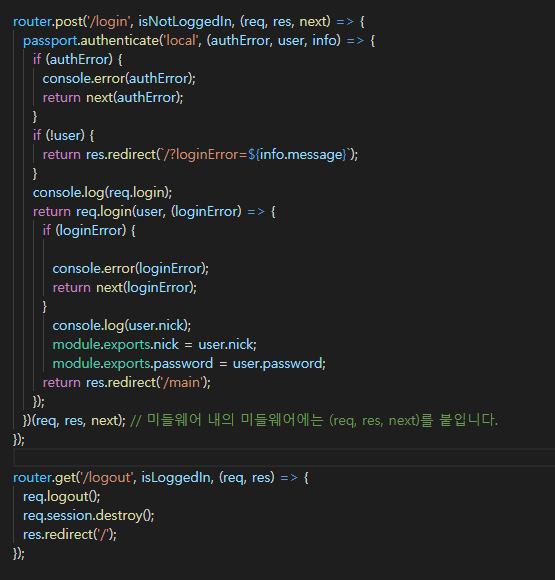 router.post('/login', isNotLoggedIn, (req, res, next) => {
  passport.authenticate('local', (authError, user, info) => {
    if (authError) {
      console.error(authError);
      return next(authError);
    }
    if (!user) {
      return res.redirect(`/?loginError=${info.message}`);
    }
    console.log(req.login);
    return req.login(user, (loginError) => {
      if (loginError) {

        console.error(loginError);
        return next(loginError);
      }
        console.log(user.nick);
        module.exports.nick = user.nick;
        module.exports.password = user.password;
      return res.redirect('/main');
    });
  })(req, res, next); // 미들웨어 내의 미들웨어에는 (req, res, next)를 붙입니다.
});

router.get('/logout', isLoggedIn, (req, res) => {
  req.logout();
  req.session.destroy();
  res.redirect('/');
});